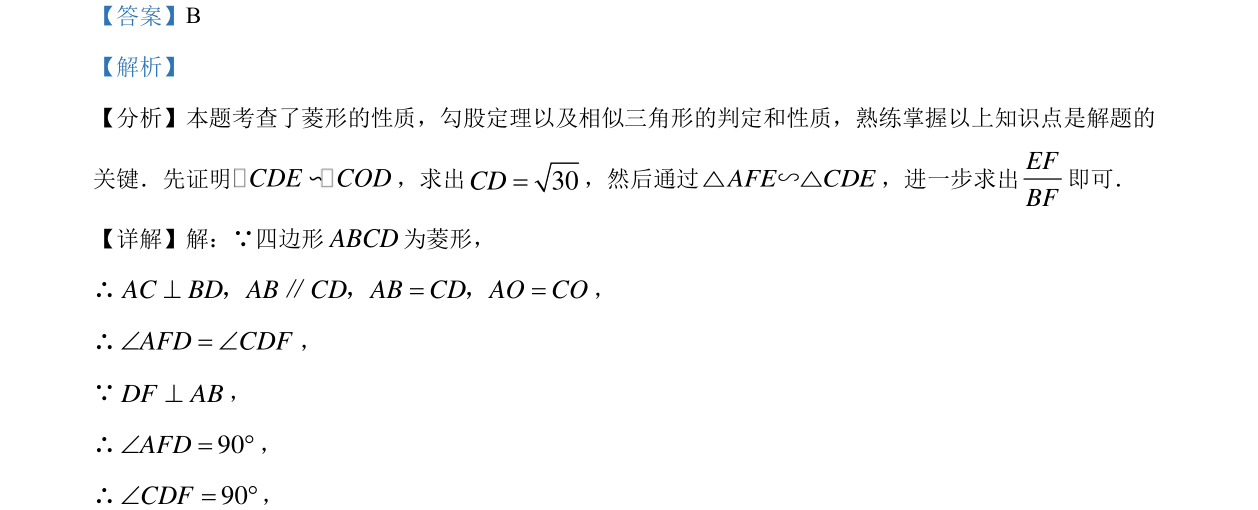 【答案】B
【解析】
【分析】本题考查了菱形的性质，勾股定理以及相似三角形的判定和性质，熟练掌握以上知识点是解题的
关键．先证明□CDE∽□COD，求出CD=√30，然后通过△AFE∽△CDE，进一步求出EF/BF即可．
【详解】解：∵四边形ABCD为菱形，
∴AC⊥BD，AB∥CD，AB=CD，AO=CO，
∴∠AFD=∠CDF，
∵DF⊥AB，
∴∠AFD=90°，
∴∠CDF=90°，